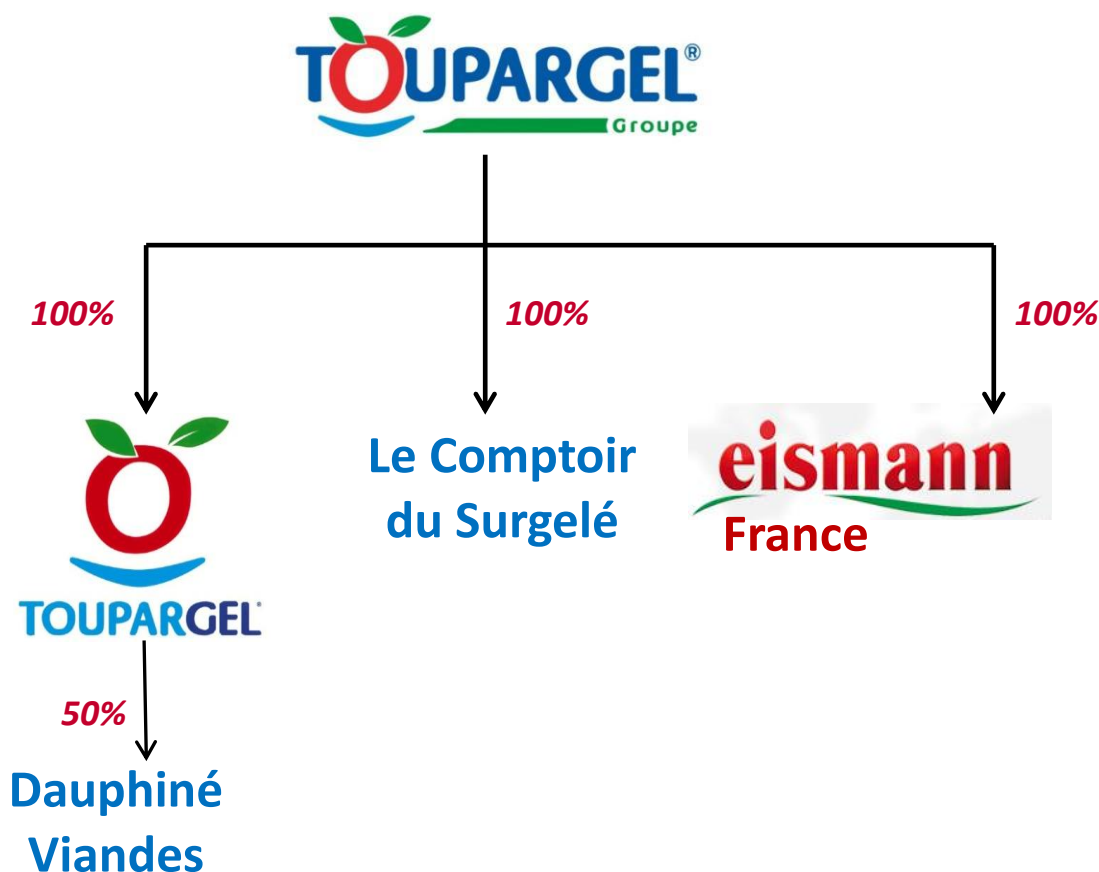 TOUPARGEL®
Groupe
100%
100%
100%
TOUPARGEL
Le Comptoir
du Surgelé
eismann
France
50%
Dauphiné
Viandes